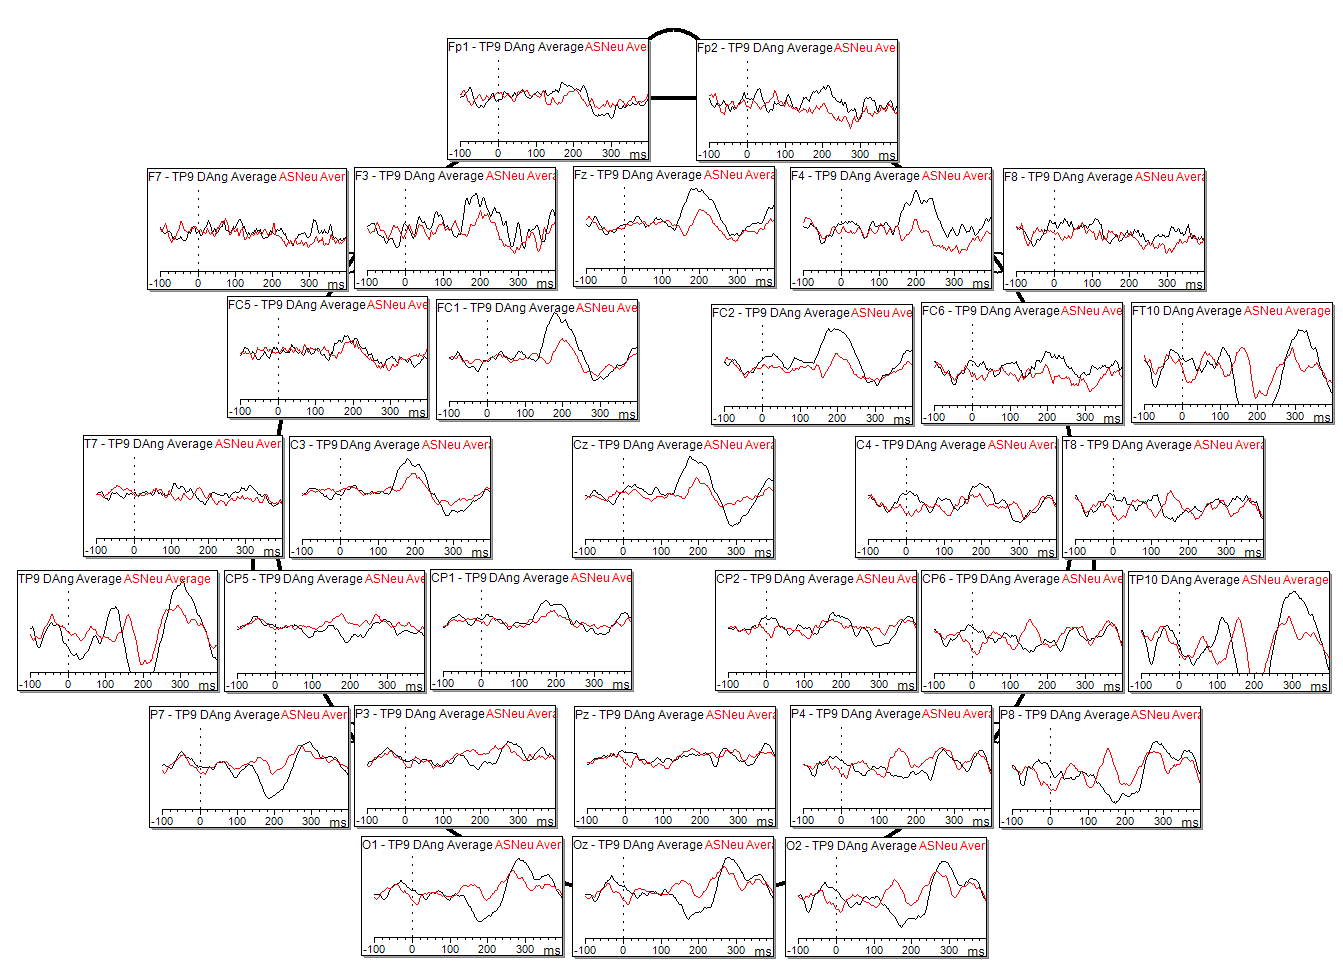 Fp1 - TP9 DAng Average ASNeu Ave
-100 0 100 200 300 ms
Fp2 - TP9 DAng Average ASNeu Ave
-100 0 100 200 300 ms
F7 - TP9 DAng Average ASNeu Aver
-100 0 100 200 300 ms
F3 - TP9 DAng Average ASNeu Avera
-100 0 100 200 300 ms
Fz - TP9 DAng Average ASNeu Avera
-100 0 100 200 300 ms
F4 - TP9 DAng Average ASNeu Avera
-100 0 100 200 300 ms
F8 - TP9 DAng Average ASNeu Avera
-100 0 100 200 300 ms
FC5 - TP9 DAng Average ASNeu Ave
-100 0 100 200 300 ms
FC1 - TP9 DAng Average ASNeu Ave
-100 0 100 200 300 ms
FC2 - TP9 DAng Average ASNeu Ave
-100 0 100 200 300 ms
FC6 - TP9 DAng Average ASNeu Ave
-100 0 100 200 300 ms
FT10 DAng Average ASNeu Average
-100 0 100 200 300 ms
T7 - TP9 DAng Average ASNeu Aver
-100 0 100 200 300 ms
C3 - TP9 DAng Average ASNeu Avera
-100 0 100 200 300 ms
Cz - TP9 DAng Average ASNeu Avera
-100 0 100 200 300 ms
C4 - TP9 DAng Average ASNeu Avera
-100 0 100 200 300 ms
T8 - TP9 DAng Average ASNeu Aver
-100 0 100 200 300 ms
TP9 DAng Average ASNeu Average
-100 0 100 200 300 ms
CP5 - TP9 DAng Average ASNeu Ave
-100 0 100 200 300 ms
CP1 - TP9 DAng Average ASNeu Ave
-100 0 100 200 300 ms
CP2 - TP9 DAng Average ASNeu Ave
-100 0 100 200 300 ms
CP6 - TP9 DAng Average ASNeu Ave
-100 0 100 200 300 ms
TP10 DAng Average ASNeu Average
-100 0 100 200 300 ms
P7 - TP9 DAng Average ASNeu Aver
-100 0 100 200 300 ms
P3 - TP9 DAng Average ASNeu Avera
-100 0 100 200 300 ms
Pz - TP9 DAng Average ASNeu Avera
-100 0 100 200 300 ms
P4 - TP9 DAng Average ASNeu Avera
-100 0 100 200 300 ms
P8 - TP9 DAng Average ASNeu Avera
-100 0 100 200 300 ms
O1 - TP9 DAng Average ASNeu Aver
-100 0 100 200 300 ms
Oz - TP9 DAng Average ASNeu Aver
-100 0 100 200 300 ms
O2 - TP9 DAng Average ASNeu Aver
-100 0 100 200 300 ms